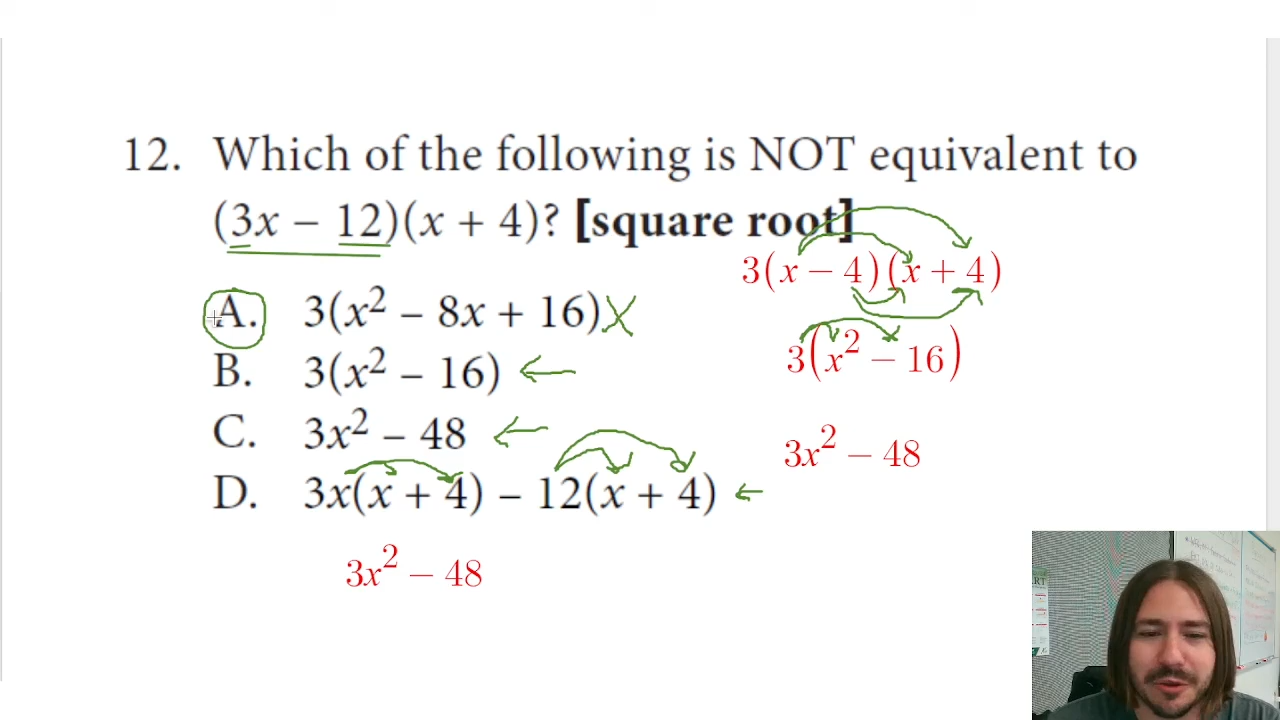 12. Which of the following is NOT equivalent to
(3x – 12)(x + 4)? [square root]
3(x − 4)(x + 4)
A. 3(x² – 8x + 16) X
3(x² − 16)
B. 3(x² – 16) ←
C. 3x² – 48 ←
3x² − 48
D. 3x(x + 4) – 12(x + 4) ←
3x² − 48